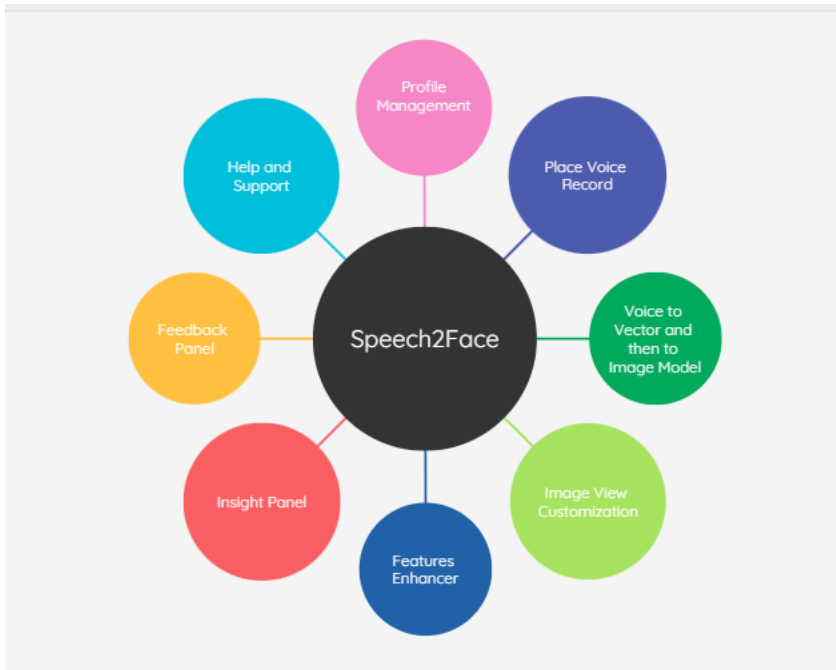 Profile
Management
Help and
Support
Place Voice
Record
Feedback
Panel
Speech2Face
Voice to
Vector and
then to
Image Model
Insight Panel
Image View
Customization
Features
Enhancer